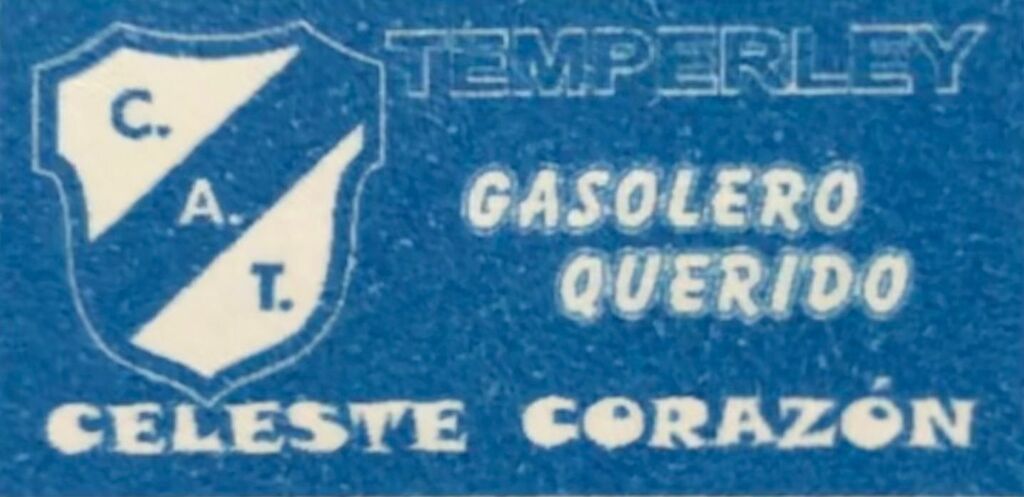 C.
A.
T.
TEMPERLEY
GASOLERO
QUERIDO
CELESTE CORAZÓN